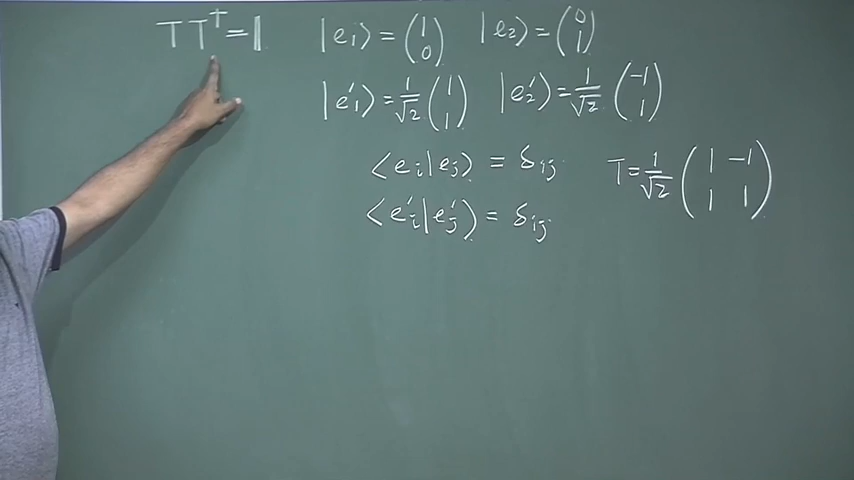 TT† = 1 |e1⟩ = (1 0) |e2⟩ = (0 1)
|e′1⟩ = 1/√2 (1 1) |e′2⟩ = 1/√2 (-1 1)
⟨ei|ej⟩ = δij T = 1/√2 (1 -1 1 1)
⟨e′i|e′j⟩ = δij